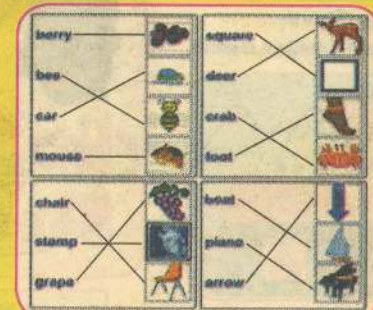 berry
bee
car
mouse
square
deer
crab
foot
chair
stamp
grape
boat
piano
arrow